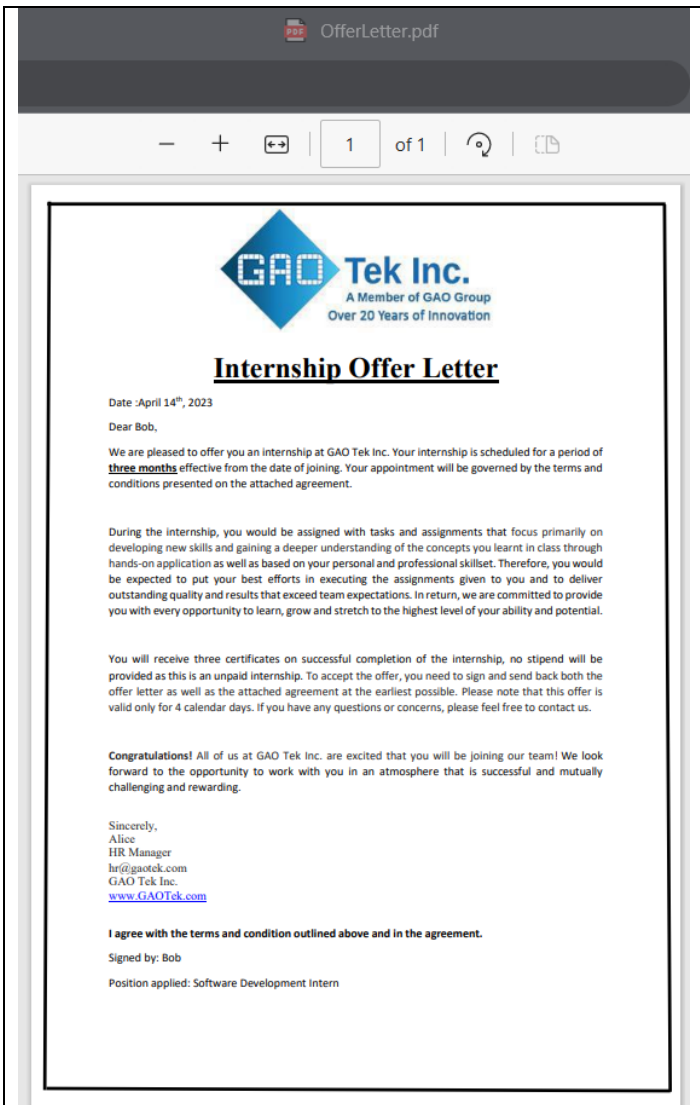 PDF OfferLetter.pdf
1 of 1
GAO Tek Inc.
A Member of GAO Group
Over 20 Years of Innovation
Internship Offer Letter
Date :April 14th, 2023
Dear Bob,
We are pleased to offer you an internship at GAO Tek Inc. Your internship is scheduled for a period of
three months effective from the date of joining. Your appointment will be governed by the terms and
conditions presented on the attached agreement.
During the internship, you would be assigned with tasks and assignments that focus primarily on
developing new skills and gaining a deeper understanding of the concepts you learnt in class through
hands-on application as well as based on your personal and professional skillset. Therefore, you would
be expected to put your best efforts in executing the assignments given to you and to deliver
outstanding quality and results that exceed team expectations. In return, we are committed to provide
you with every opportunity to learn, grow and stretch to the highest level of your ability and potential.
You will receive three certificates on successful completion of the internship, no stipend will be
provided as this is an unpaid internship. To accept the offer, you need to sign and send back both the
offer letter as well as the attached agreement at the earliest possible. Please note that this offer is
valid only for 4 calendar days. If you have any questions or concerns, please feel free to contact us.
Congratulations! All of us at GAO Tek Inc. are excited that you will be joining our team! We look
forward to the opportunity to work with you in an atmosphere that is successful and mutually
challenging and rewarding.
Sincerely,
Alice
HR Manager
hr@gaotek.com
GAO Tek Inc.
www.GAOTek.com
I agree with the terms and condition outlined above and in the agreement.
Signed by: Bob
Position applied: Software Development Intern